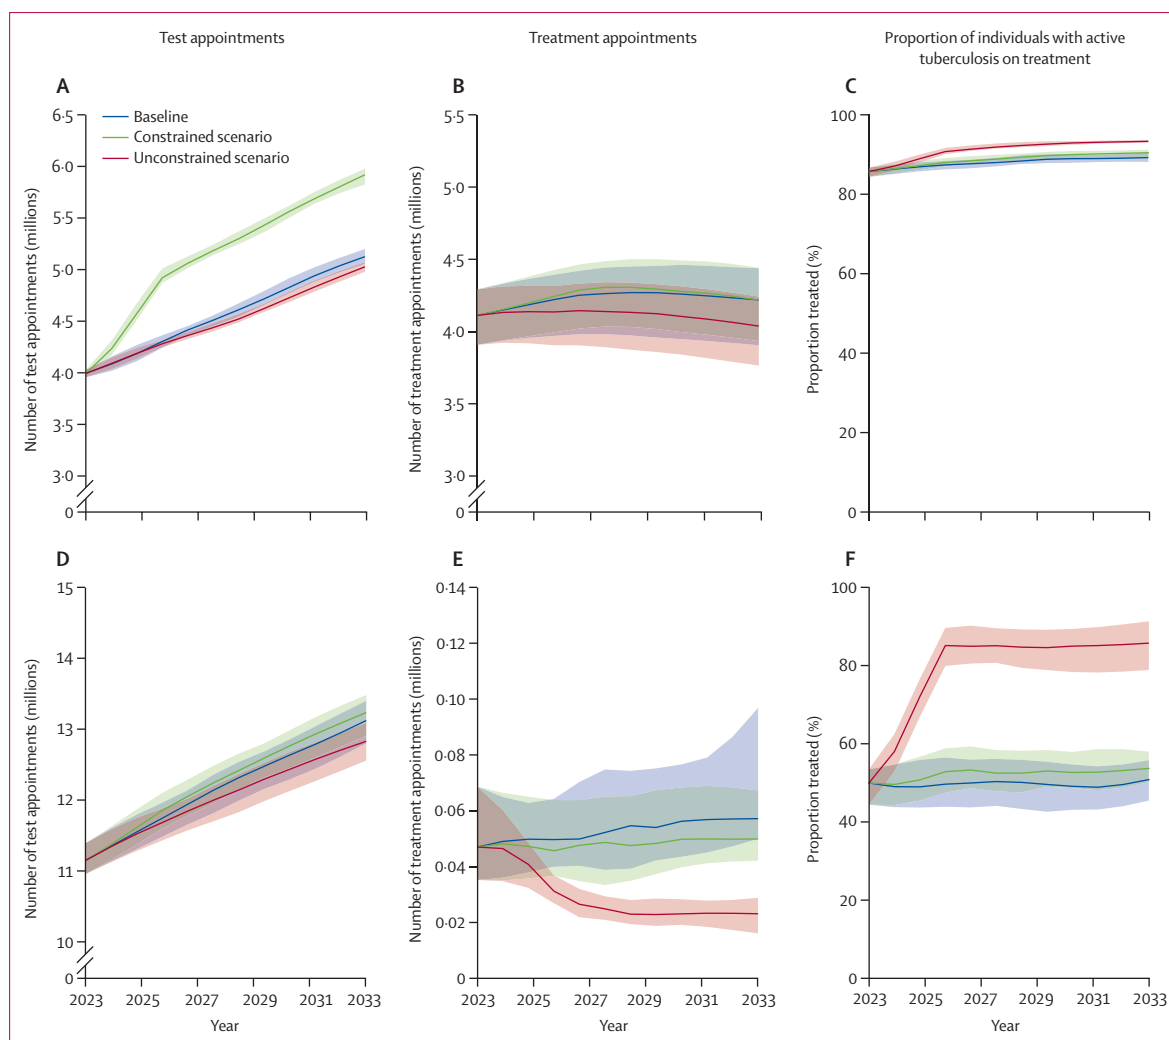 Test appointments
Treatment appointments
Proportion of individuals with active
tuberculosis on treatment
A
B
C
Baseline
Constrained scenario
Unconstrained scenario
Number of test appointments (millions)
6·5
6·0
5·5
5·0
4·5
4·0
3·5
3·0
0
Number of treatment appointments (millions)
5·5
5·0
4·5
4·0
3·5
3·0
0
Proportion treated (%)
100
80
60
40
20
0
D
E
F
Number of test appointments (millions)
15
14
13
12
11
10
0
2023
2025
2027
2029
2031
2033
Year
Number of treatment appointments (millions)
0·14
0·12
0·10
0·08
0·06
0·04
0·02
0
2023
2025
2027
2029
2031
2033
Year
Proportion treated (%)
100
80
60
40
20
0
2023
2025
2027
2029
2031
2033
Year